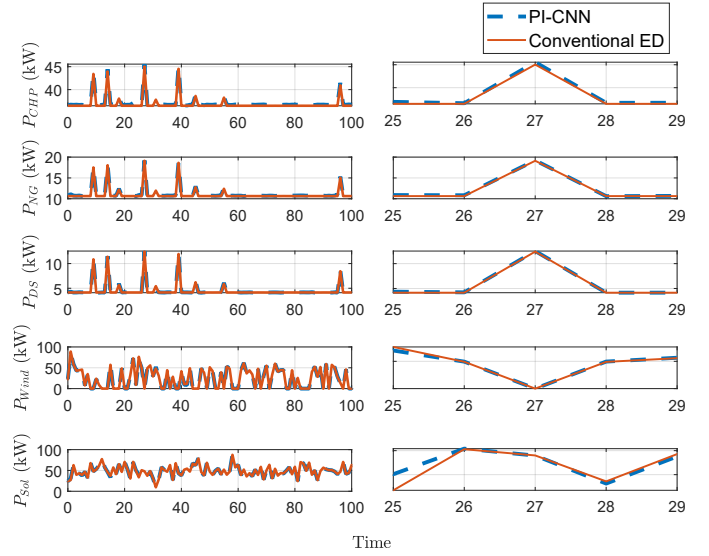 PI-CNN
Conventional ED
P_CHP (kW)
45
40
0 20 40 60 80 100
25 26 27 28 29
P_NG (kW)
20
15
10
0 20 40 60 80 100
25 26 27 28 29
P_DS (kW)
10
5
0 20 40 60 80 100
25 26 27 28 29
P_Wind (kW)
100
50
0
0 20 40 60 80 100
25 26 27 28 29
P_Sol (kW)
100
50
0
0 20 40 60 80 100
25 26 27 28 29
Time